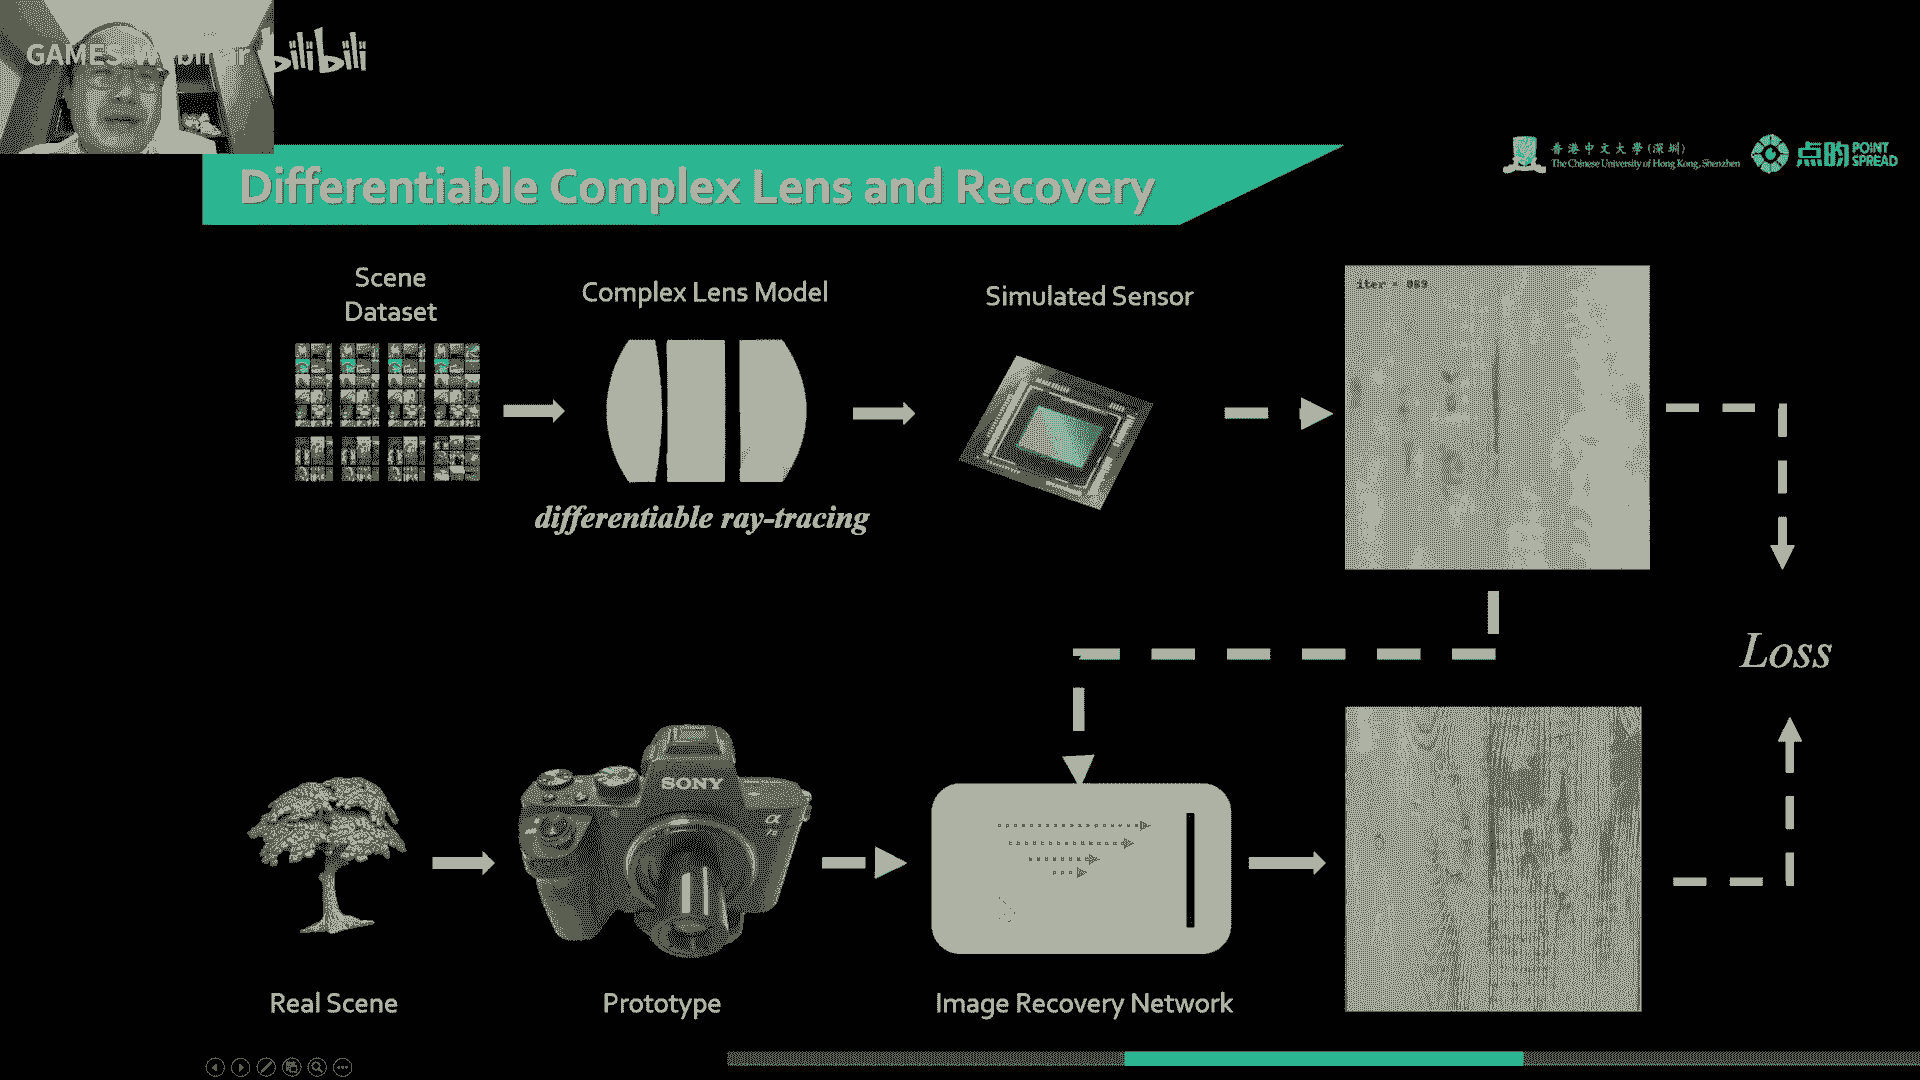 GAMES Webinar
bilibili
香港中文大學(深圳)
The Chinese University of Hong Kong, Shenzhen
点昀 POINT
SPREAD
Differentiable Complex Lens and Recovery
Scene
Dataset
Complex Lens Model
Simulated Sensor
iter = 069
differentiable ray-tracing
Loss
SONY
α
Real Scene
Prototype
Image Recovery Network